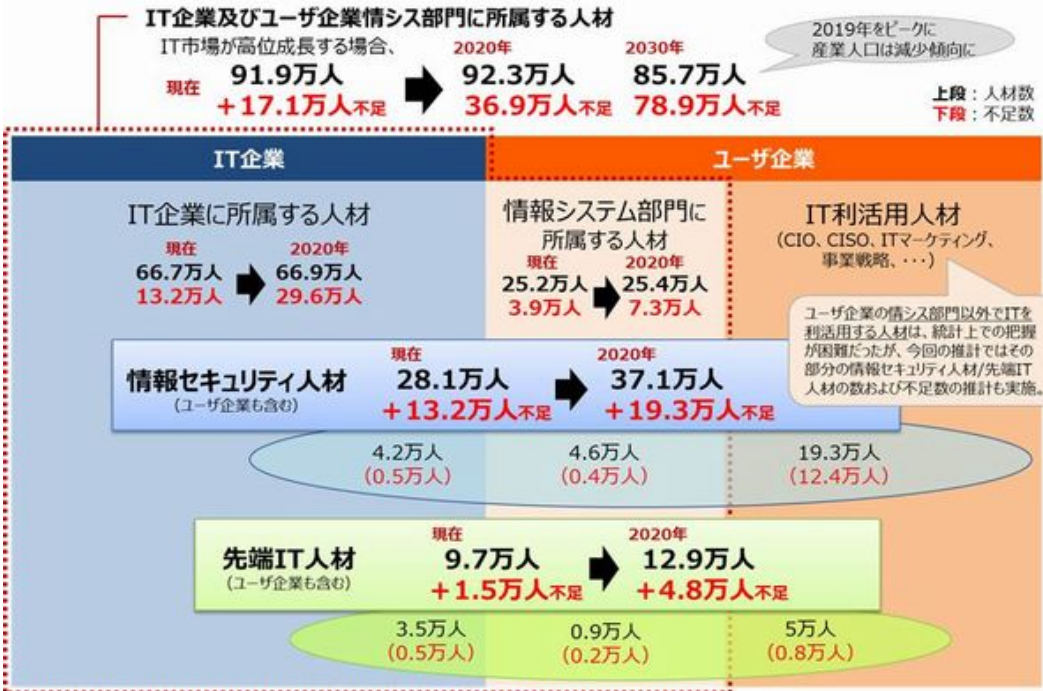 IT企業及びユーザ企業情シス部門に所属する人材
IT市場が高位成長する場合、
2020年
2030年
現在
91.9万人
92.3万人
85.7万人
+17.1万人不足
36.9万人不足
78.9万人不足
2019年をピークに
産業人口は減少傾向に
上段：人材数
下段：不足数
IT企業
ユーザ企業
IT企業に所属する人材
現在
2020年
66.7万人
66.9万人
13.2万人
29.6万人
情報システム部門に
所属する人材
現在
2020年
25.2万人
25.4万人
3.9万人
7.3万人
IT利活用人材
(CIO、CISO、ITマーケティング、
事業戦略、・・・)
ユーザ企業の情シス部門以外でITを
利活用する人材は、統計上での把握
が困難だったが、今回の推計ではその
部分の情報セキュリティ人材/先端IT
人材の数および不足数の推計も実施。
情報セキュリティ人材
(ユーザ企業も含む)
現在
2020年
28.1万人
37.1万人
+13.2万人不足
+19.3万人不足
4.2万人
4.6万人
19.3万人
(0.5万人)
(0.4万人)
(12.4万人)
先端IT人材
(ユーザ企業も含む)
現在
2020年
9.7万人
12.9万人
+1.5万人不足
+4.8万人不足
3.5万人
0.9万人
5万人
(0.5万人)
(0.2万人)
(0.8万人)